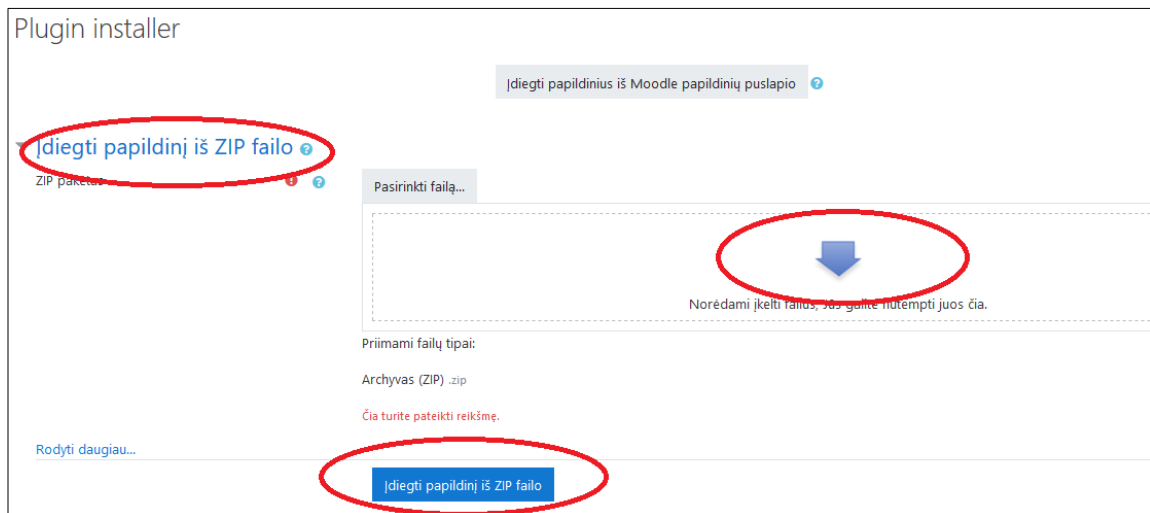 Plugin installer
Įdiegti papildinius iš Moodle papildinių puslapio
Įdiegti papildinį iš ZIP failo
ZIP paketas
Pasirinkti failą...
Norėdami įkelti failus, Jūs galite nutempti juos čia.
Priimami failų tipai:
Archyvas (ZIP) .zip
Čia turite pateikti reikšmę.
Rodyti daugiau...
Įdiegti papildinį iš ZIP failo